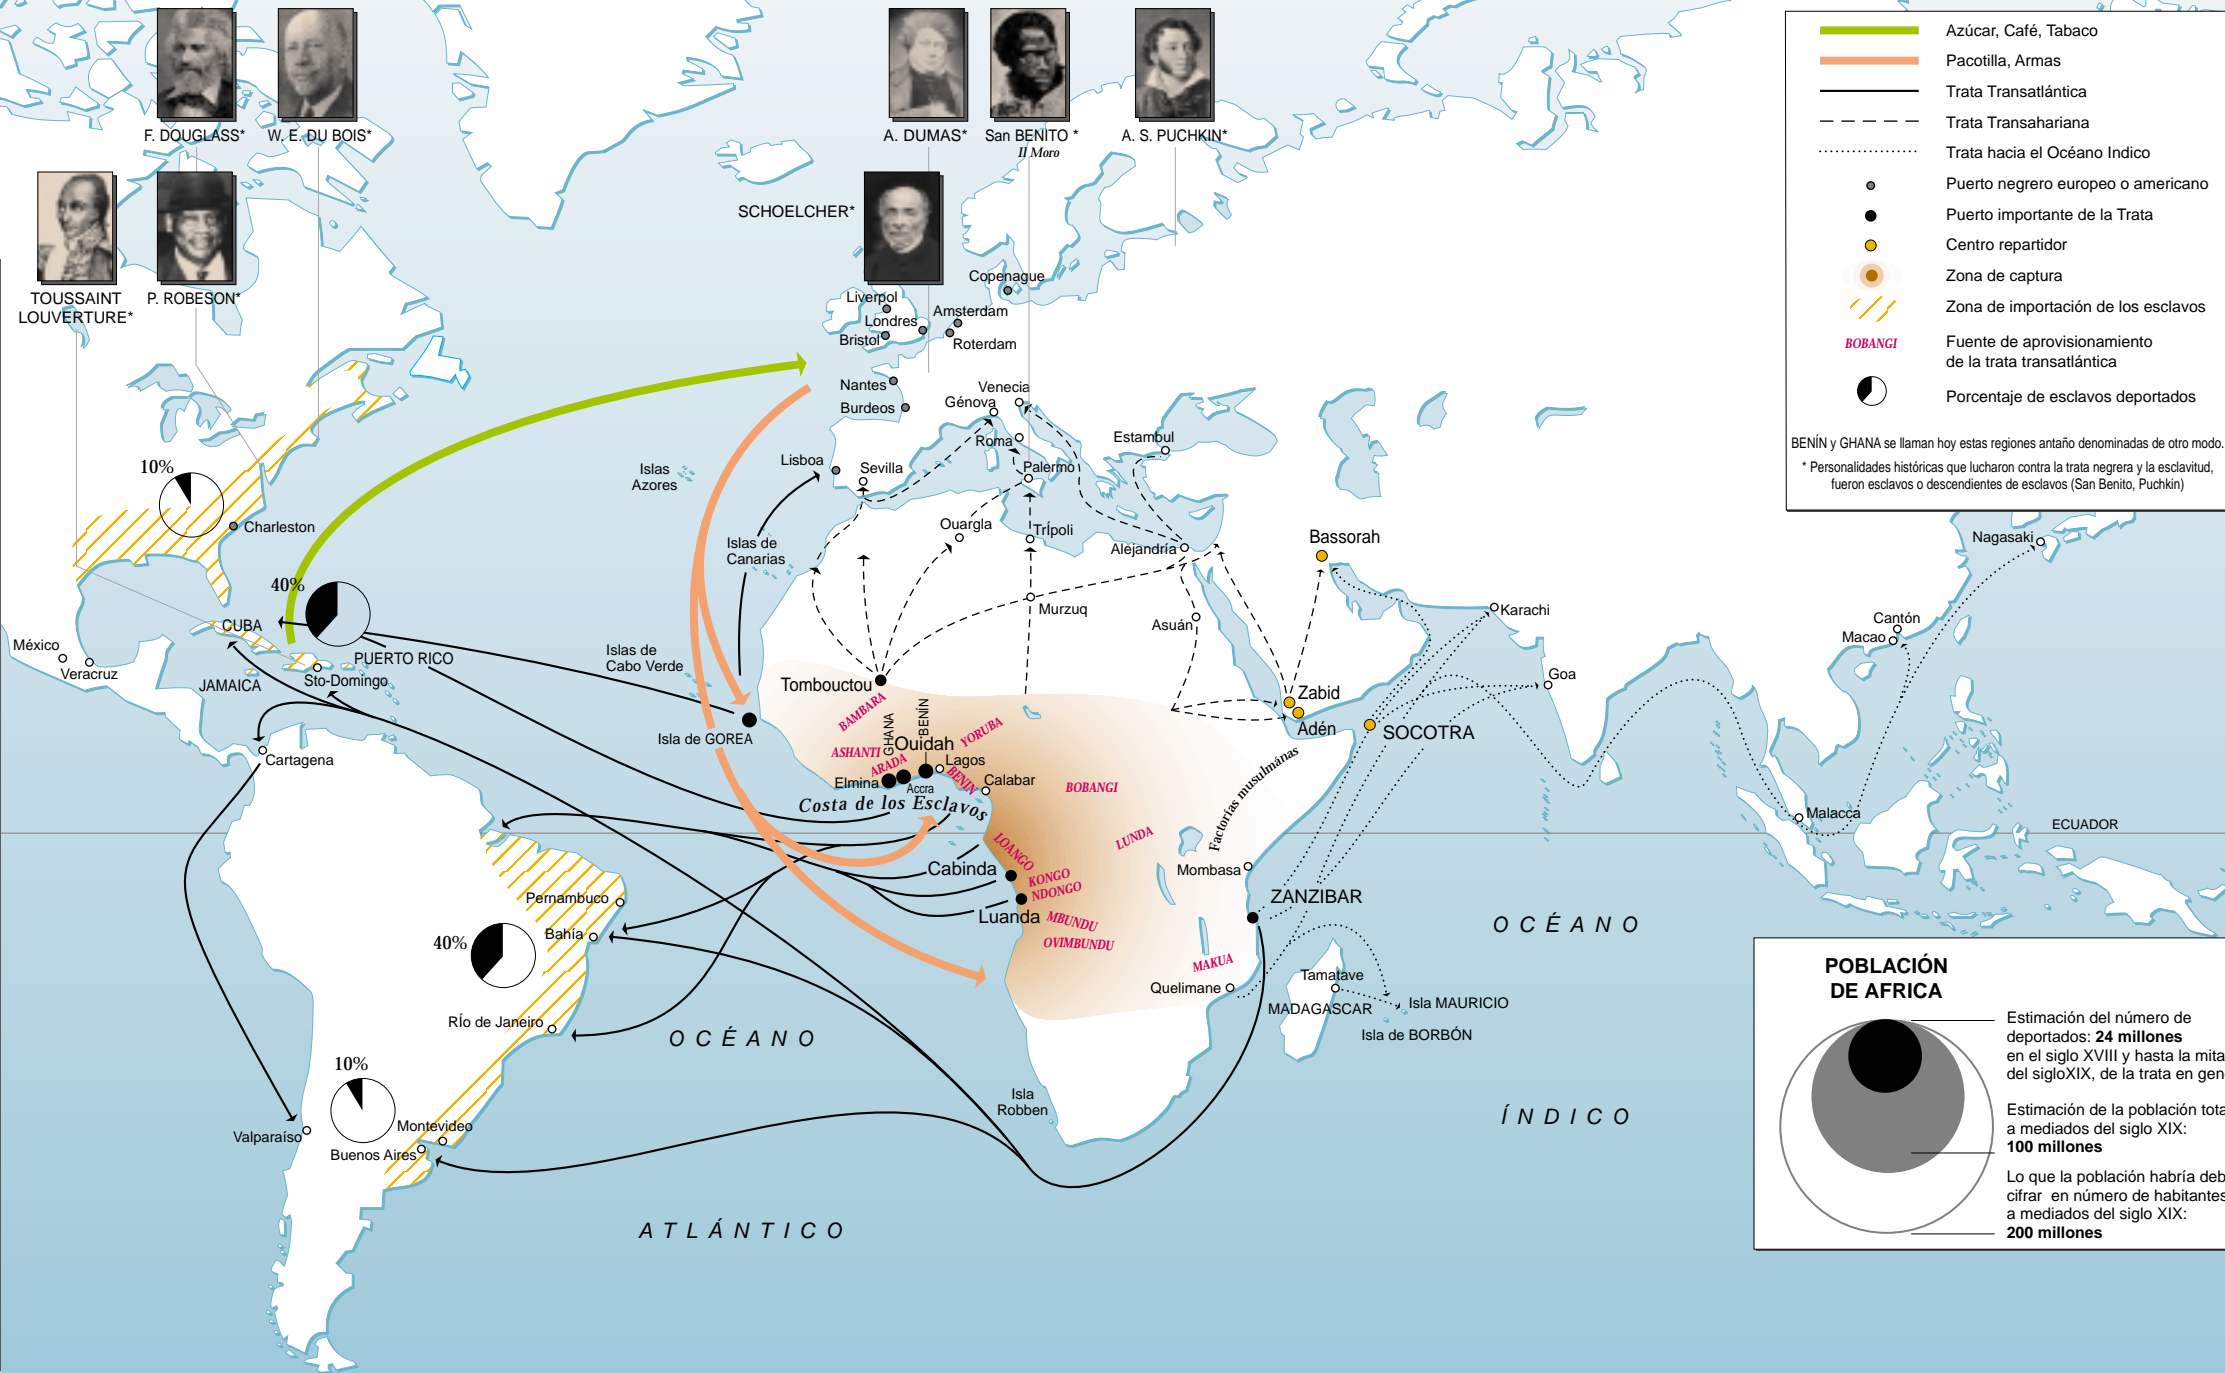 F. DOUGLASS*
W. E. DU BOIS*
A. DUMAS*
San BENITO *
Il Moro
A. S. PUCHKIN*
TOUSSAINT
LOUVERTURE*
P. ROBESON*
SCHOELCHER*
Azúcar, Café, Tabaco
Pacotilla, Armas
Trata Transatlántica
Trata Transahariana
Trata hacia el Océano Indico
Puerto negrero europeo o americano
Puerto importante de la Trata
Centro repartidor
Zona de captura
Zona de importación de los esclavos
BOBANGI
Fuente de aprovisionamiento
de la trata transatlántica
Porcentaje de esclavos deportados
BENÍN y GHANA se llaman hoy estas regiones antaño denominadas de otro modo.
* Personalidades históricas que lucharon contra la trata negrera y la esclavitud,
fueron esclavos o descendientes de esclavos (San Benito, Puchkin)
Copenague
Liverpol
Londres
Amsterdam
Bristol
Roterdam
Nantes
Burdeos
Venecia
Génova
Roma
Estambul
Lisboa
Sevilla
Palermo
Islas
Azores
10%
Charleston
Islas de
Canarias
Ouargla
TrÍpoli
Alejandría
Bassorah
Nagasaki
40%
CUBA
Murzuq
Asuán
Karachi
Cantón
Macao
México
Veracruz
PUERTO RICO
JAMAICA
Sto-Domingo
Islas de
Cabo Verde
Tombouctou
Zabid
Adén
Goa
SOCOTRA
Isla de GOREA
BAMBARA
GHANA
BENÍN
YORUBA
ASHANTI
Ouidah
ARADA
Lagos
BENIN
Calabar
Elmina
Accra
Costa de los Esclavos
BOBANGI
Factorías musulmánas
Cartagena
LUNDA
Malacca
ECUADOR
LOANGO
Cabinda
KONGO
NDONGO
Mombasa
Luanda
MBUNDU
OVIMBUNDU
ZANZIBAR
Pernambuco
Bahía
40%
OCÉANO
MAKUA
Quelimane
Tamatave
MADAGASCAR
Isla MAURICIO
Isla de BORBÓN
RÍo de Janeiro
OCÉANO
10%
Isla
Robben
ÍNDICO
Valparaíso
Montevideo
Buenos Aires
ATLÁNTICO
POBLACIÓN
DE AFRICA
Estimación del número de
deportados: 24 millones
en el siglo XVIII y hasta la mita
del sigloXIX, de la trata en gen
Estimación de la población tota
a mediados del siglo XIX:
100 millones
Lo que la población habría deb
cifrar en número de habitantes
a mediados del siglo XIX:
200 millones